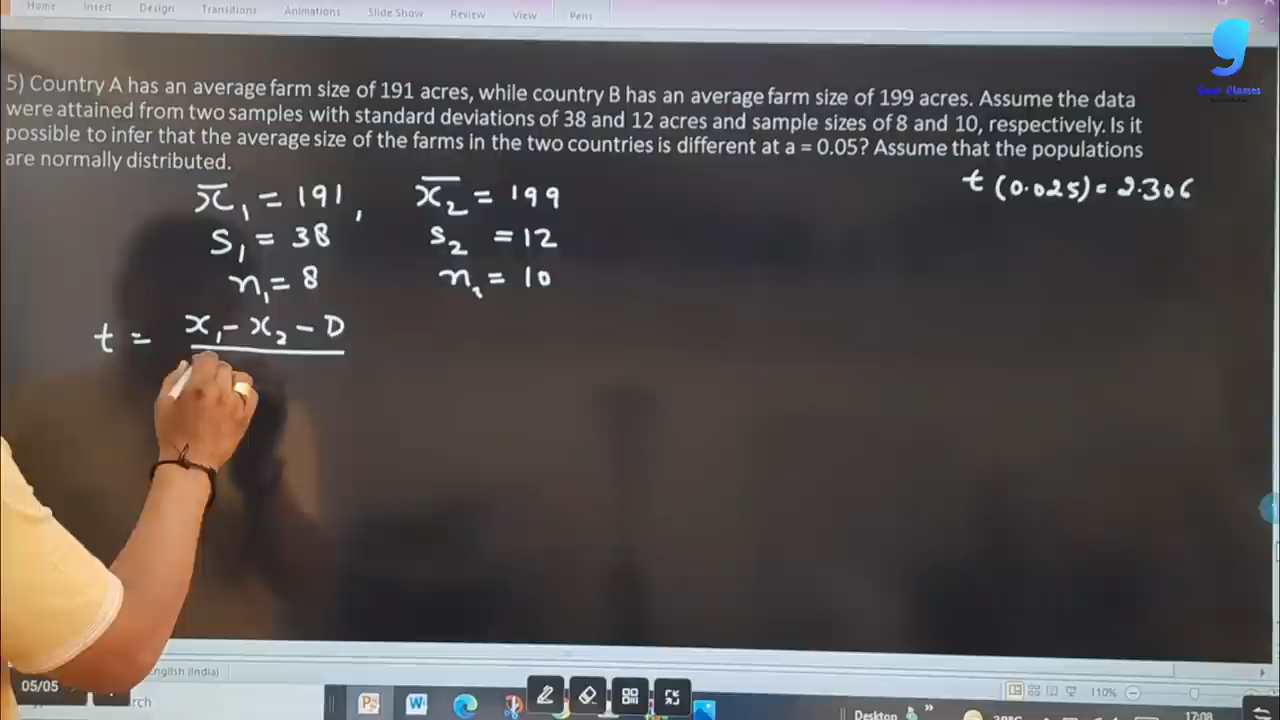 Home Insert Design Transitions Animations Slide Show Review View Pens
5) Country A has an average farm size of 191 acres, while country B has an average farm size of 199 acres. Assume the data
were attained from two samples with standard deviations of 38 and 12 acres and sample sizes of 8 and 10, respectively. Is it
possible to infer that the average size of the farms in the two countries is different at a = 0.05? Assume that the populations
are normally distributed.
t (0.025) = 2.306
x̄₁ = 191, x̄₂ = 199
S₁ = 38 S₂ = 12
n₁ = 8 n₂ = 10
t = x₁ - x₂ - D
English (India)
110%
05/05
Desktop
17:08